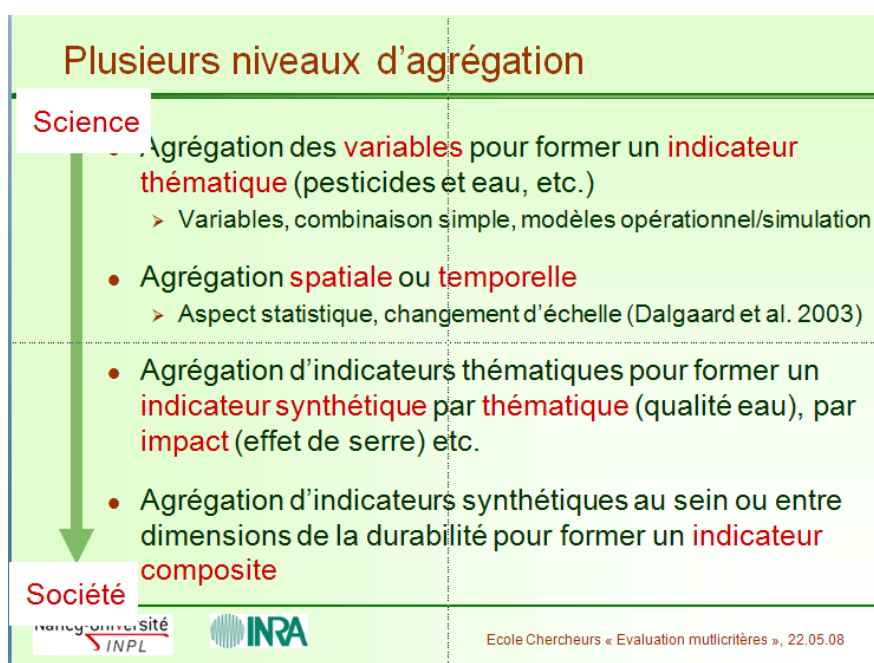 Plusieurs niveaux d'agrégation
Science
Agrégation des variables pour former un indicateur
thématique (pesticides et eau, etc.)
Variables, combinaison simple, modèles opérationnel/simulation
Agrégation spatiale ou temporelle
Aspect statistique, changement d'échelle (Dalgaard et al. 2003)
Agrégation d'indicateurs thématiques pour former un
indicateur synthétique par thématique (qualité eau), par
impact (effet de serre) etc.
Agrégation d'indicateurs synthétiques au sein ou entre
dimensions de la durabilité pour former un indicateur
composite
Société
Nancy-Université
INPL
INRA
Ecole Chercheurs « Evaluation mutlicritères », 22.05.08